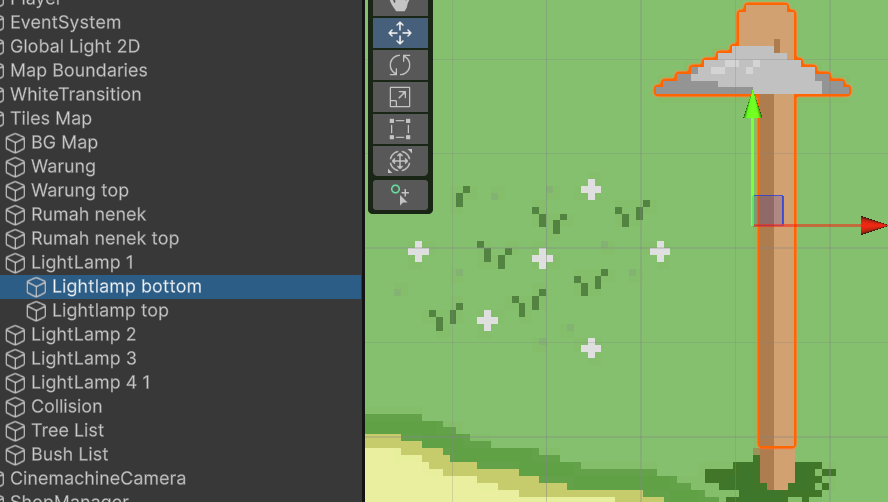 Player
EventSystem
Global Light 2D
Map Boundaries
WhiteTransition
Tiles Map
BG Map
Warung
Warung top
Rumah nenek
Rumah nenek top
LightLamp 1
Lightlamp bottom
Lightlamp top
LightLamp 2
LightLamp 3
LightLamp 4 1
Collision
Tree List
Bush List
CinemachineCamera
ShopManager